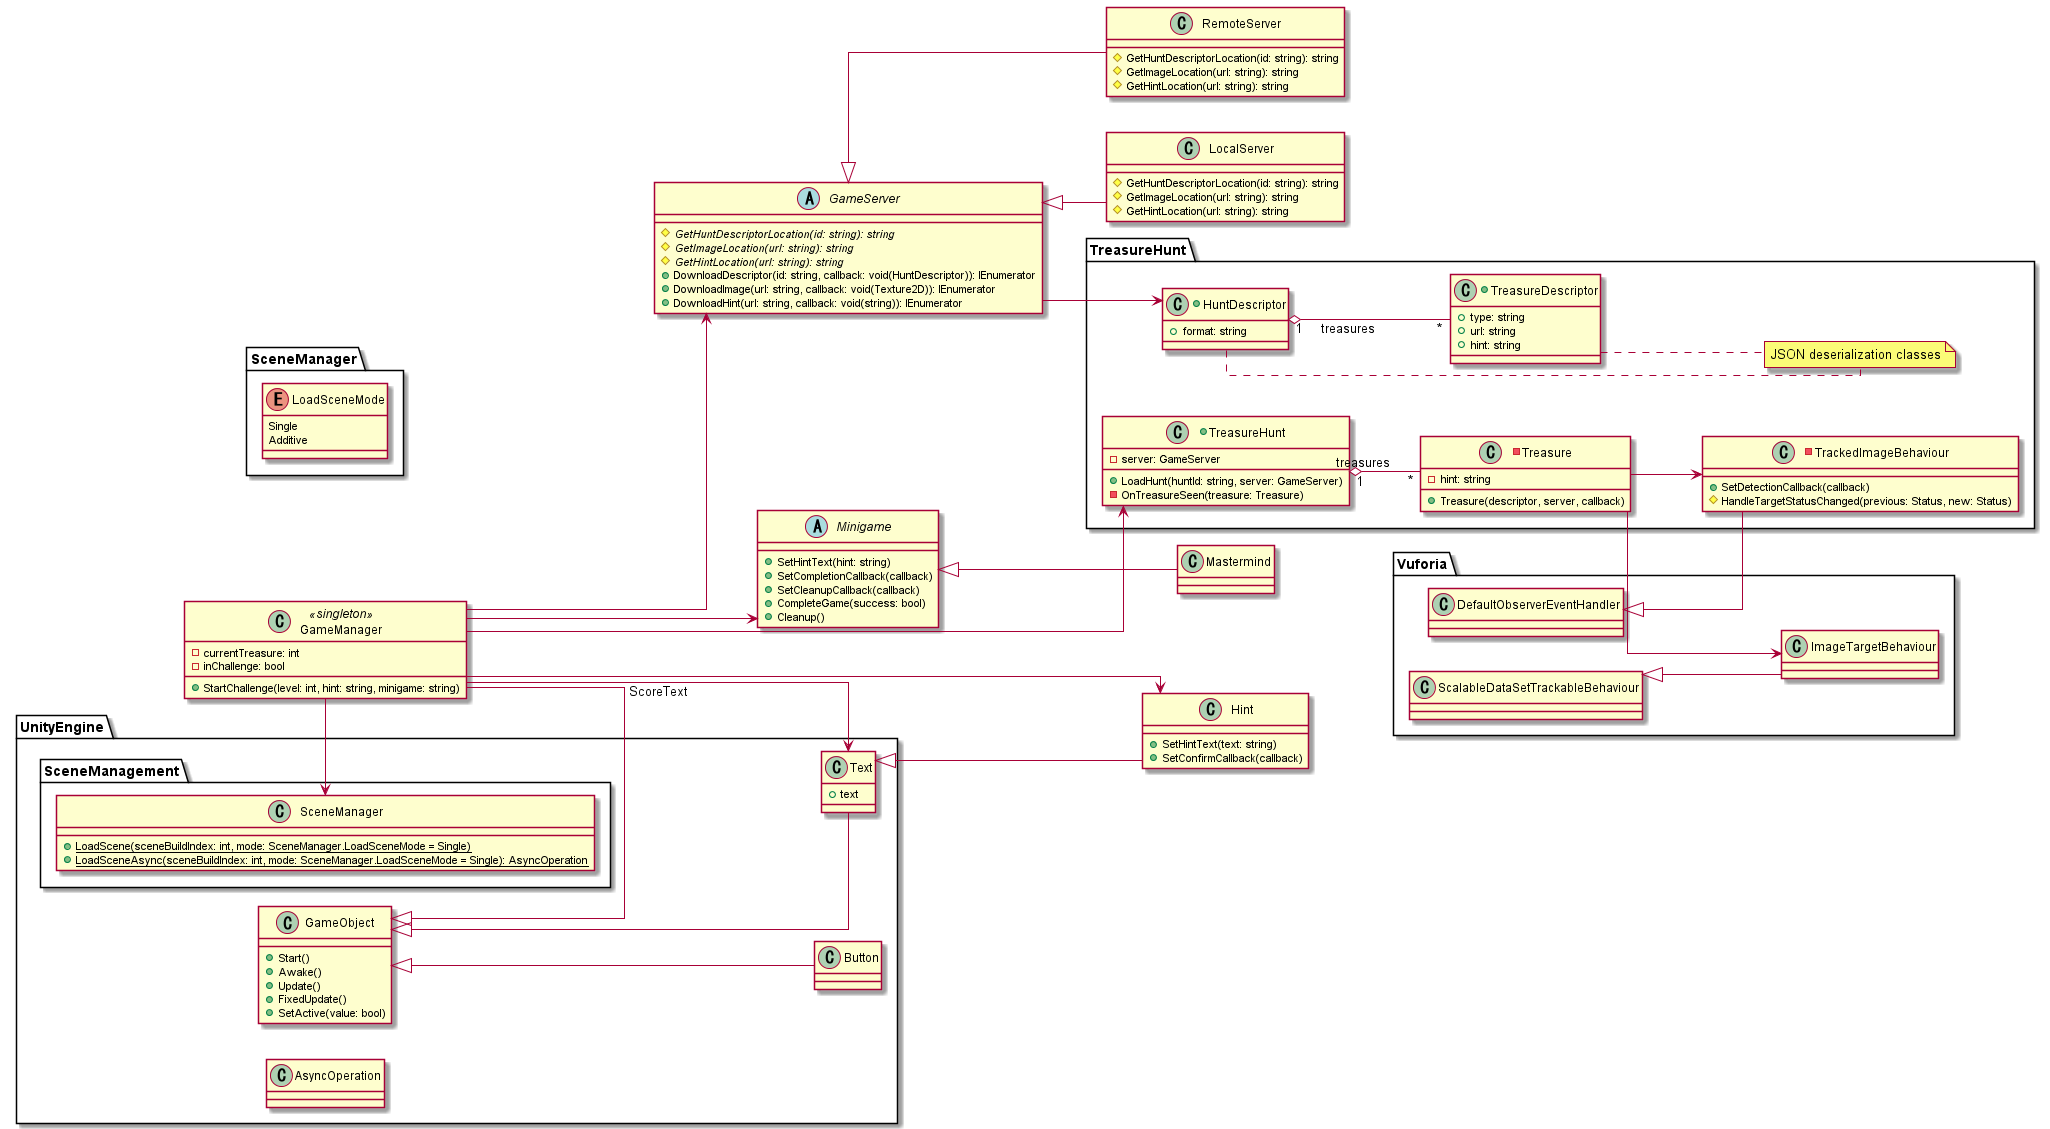 C RemoteServer
GetHuntDescriptorLocation(id: string): string
GetImageLocation(url: string): string
GetHintLocation(url: string): string
C LocalServer
GetHuntDescriptorLocation(id: string): string
GetImageLocation(url: string): string
GetHintLocation(url: string): string
A GameServer
GetHuntDescriptorLocation(id: string): string
GetImageLocation(url: string): string
GetHintLocation(url: string): string
DownloadDescriptor(id: string, callback: void(HuntDescriptor)): IEnumerator
DownloadImage(url: string, callback: void(Texture2D)): IEnumerator
DownloadHint(url: string, callback: void(string)): IEnumerator
TreasureHunt
C HuntDescriptor
format: string
1 treasures *
C TreasureDescriptor
type: string
url: string
hint: string
JSON deserialization classes
SceneManager
E LoadSceneMode
Single
Additive
C TreasureHunt
server: GameServer
LoadHunt(huntId: string, server: GameServer)
OnTreasureSeen(treasure: Treasure)
treasures
1 *
C Treasure
hint: string
Treasure(descriptor, server, callback)
C TrackedImageBehaviour
SetDetectionCallback(callback)
HandleTargetStatusChanged(previous: Status, new: Status)
A Minigame
SetHintText(hint: string)
SetCompletionCallback(callback)
SetCleanupCallback(callback)
CompleteGame(success: bool)
Cleanup()
C Mastermind
Vuforia
C DefaultObserverEventHandler
C ImageTargetBehaviour
C ScalableDataSetTrackableBehaviour
C «singleton»
GameManager
currentTreasure: int
inChallenge: bool
StartChallenge(level: int, hint: string, minigame: string)
ScoreText
C Hint
SetHintText(text: string)
SetConfirmCallback(callback)
UnityEngine
SceneManagement
C SceneManager
LoadScene(sceneBuildIndex: int, mode: SceneManager.LoadSceneMode = Single)
LoadSceneAsync(sceneBuildIndex: int, mode: SceneManager.LoadSceneMode = Single): AsyncOperation
C Text
text
C GameObject
Start()
Awake()
Update()
FixedUpdate()
SetActive(value: bool)
C Button
C AsyncOperation